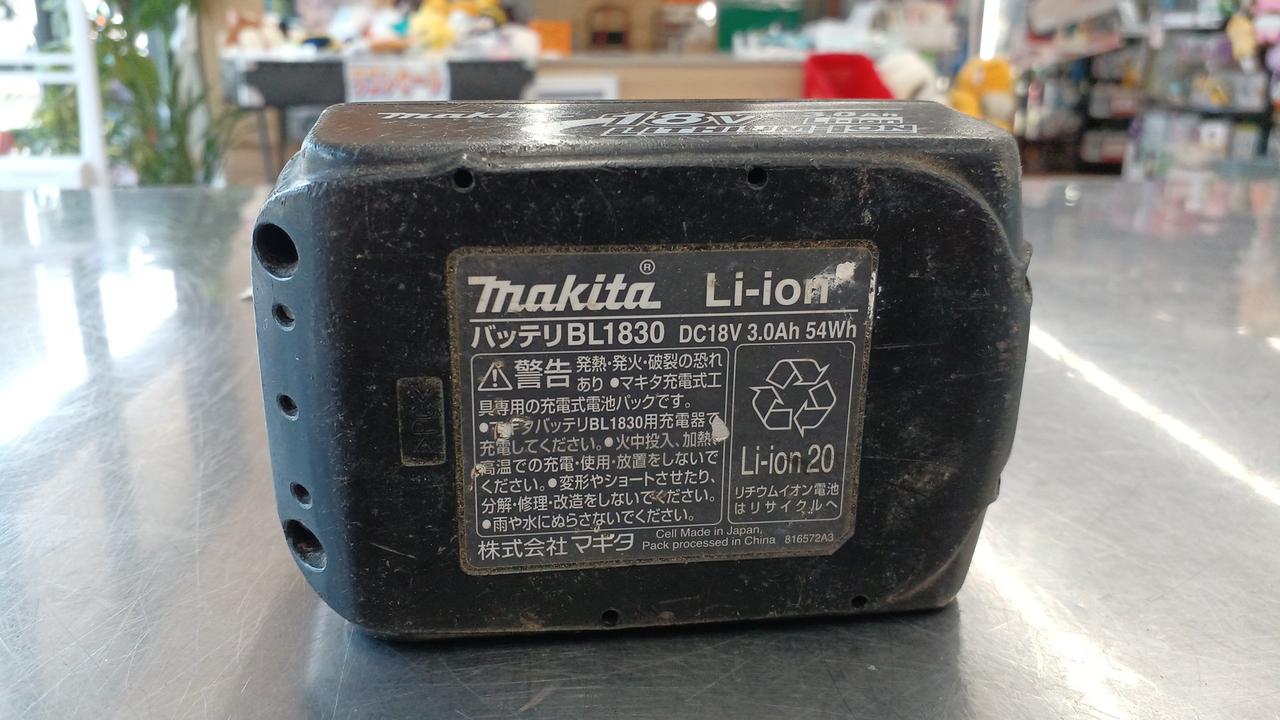 makita 18V 3.0Ah
LITHIUM-ION
makita® Li-ion
バッテリBL1830 DC18V 3.0Ah 54Wh
警告 発熱・発火・破裂の恐れ
あり ●マキタ充電式工
具専用の充電式電池パックです。
●マキタバッテリBL1830用充電器で
充電してください。●火中投入、加熱、
高温での充電・使用・放置をしないで
ください。●変形やショートさせたり、
分解・修理・改造をしないでください。
●雨や水にぬらさないでください。
Li-ion 20
リチウムイオン電池
はリサイクルへ
株式会社 マキタ
Cell Made in Japan,
Pack processed in China 816572A3